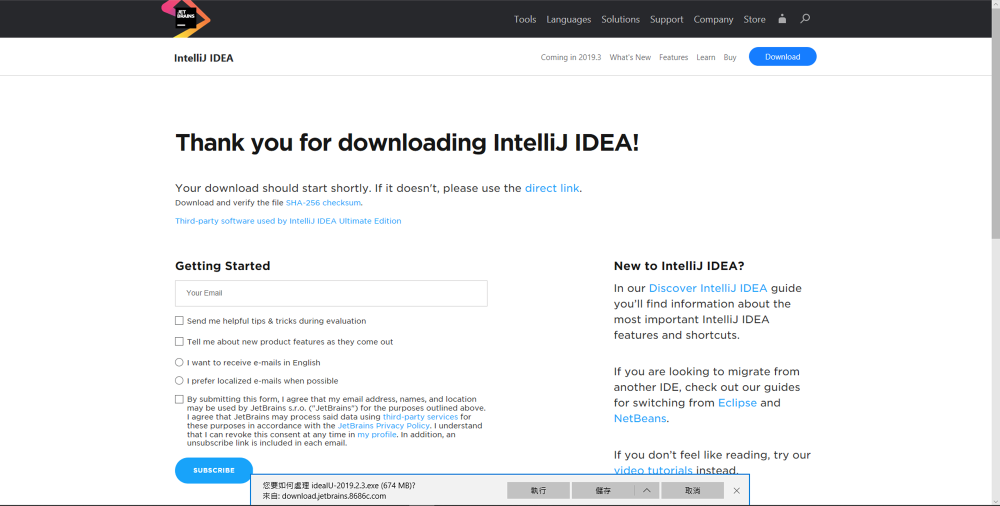 JET
BRAINS
Tools Languages Solutions Support Company Store
IntelliJ IDEA
Coming in 2019.3 What's New Features Learn Buy Download
Thank you for downloading IntelliJ IDEA!
Your download should start shortly. If it doesn't, please use the direct link.
Download and verify the file SHA-256 checksum.
Third-party software used by IntelliJ IDEA Ultimate Edition
Getting Started
Your Email
Send me helpful tips & tricks during evaluation
Tell me about new product features as they come out
I want to receive e-mails in English
I prefer localized e-mails when possible
By submitting this form, I agree that my email address, names, and location
may be used by JetBrains s.r.o. ("JetBrains") for the purposes outlined above.
I agree that JetBrains may process said data using third-party services for
these purposes in accordance with the JetBrains Privacy Policy. I understand
that I can revoke this consent at any time in my profile. In addition, an
unsubscribe link is included in each email.
SUBSCRIBE
New to IntelliJ IDEA?
In our Discover IntelliJ IDEA guide
you’ll find information about the
most important IntelliJ IDEA
features and shortcuts.
If you are looking to migrate from
another IDE, check out our guides
for switching from Eclipse and
NetBeans.
If you don’t feel like reading, try our
video tutorials instead.
您要如何處理 ideaIU-2019.2.3.exe (674 MB)?
來自: download.jetbrains.8686c.com
執行 儲存 取消